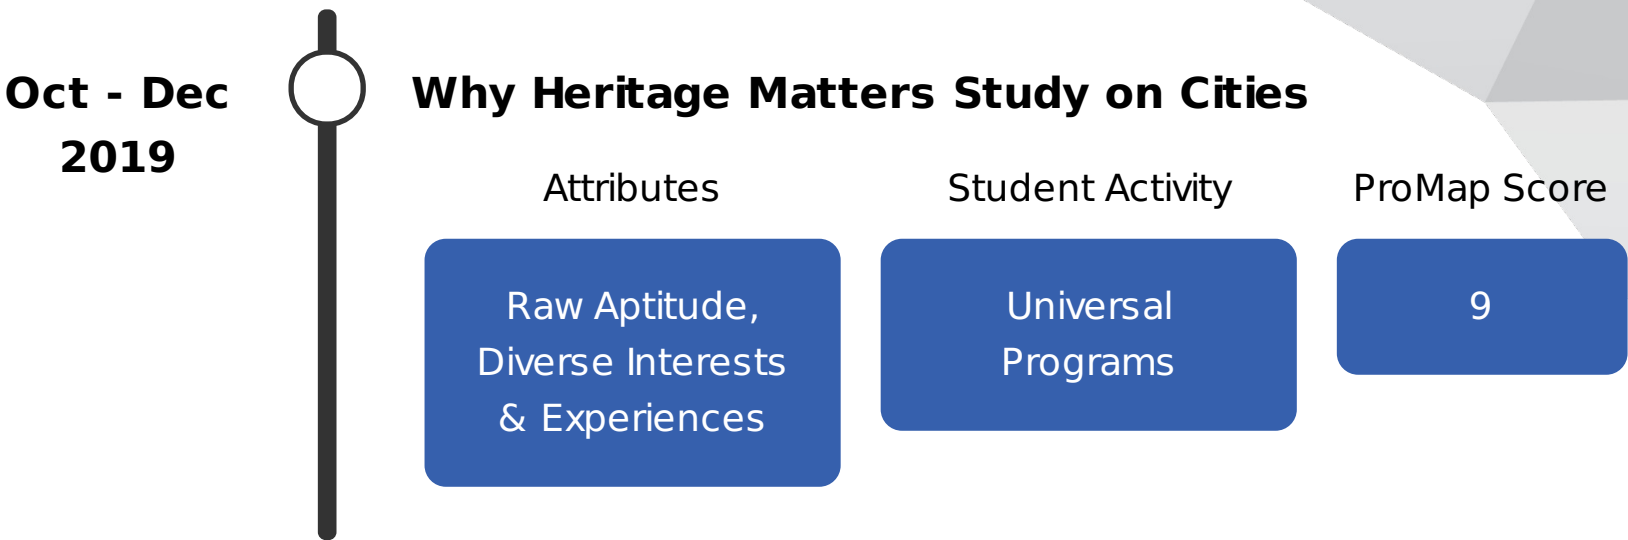 Oct - Dec
2019
Why Heritage Matters Study on Cities
Attributes
Raw Aptitude,
Diverse Interests
& Experiences
Student Activity
Universal
Programs
ProMap Score
9